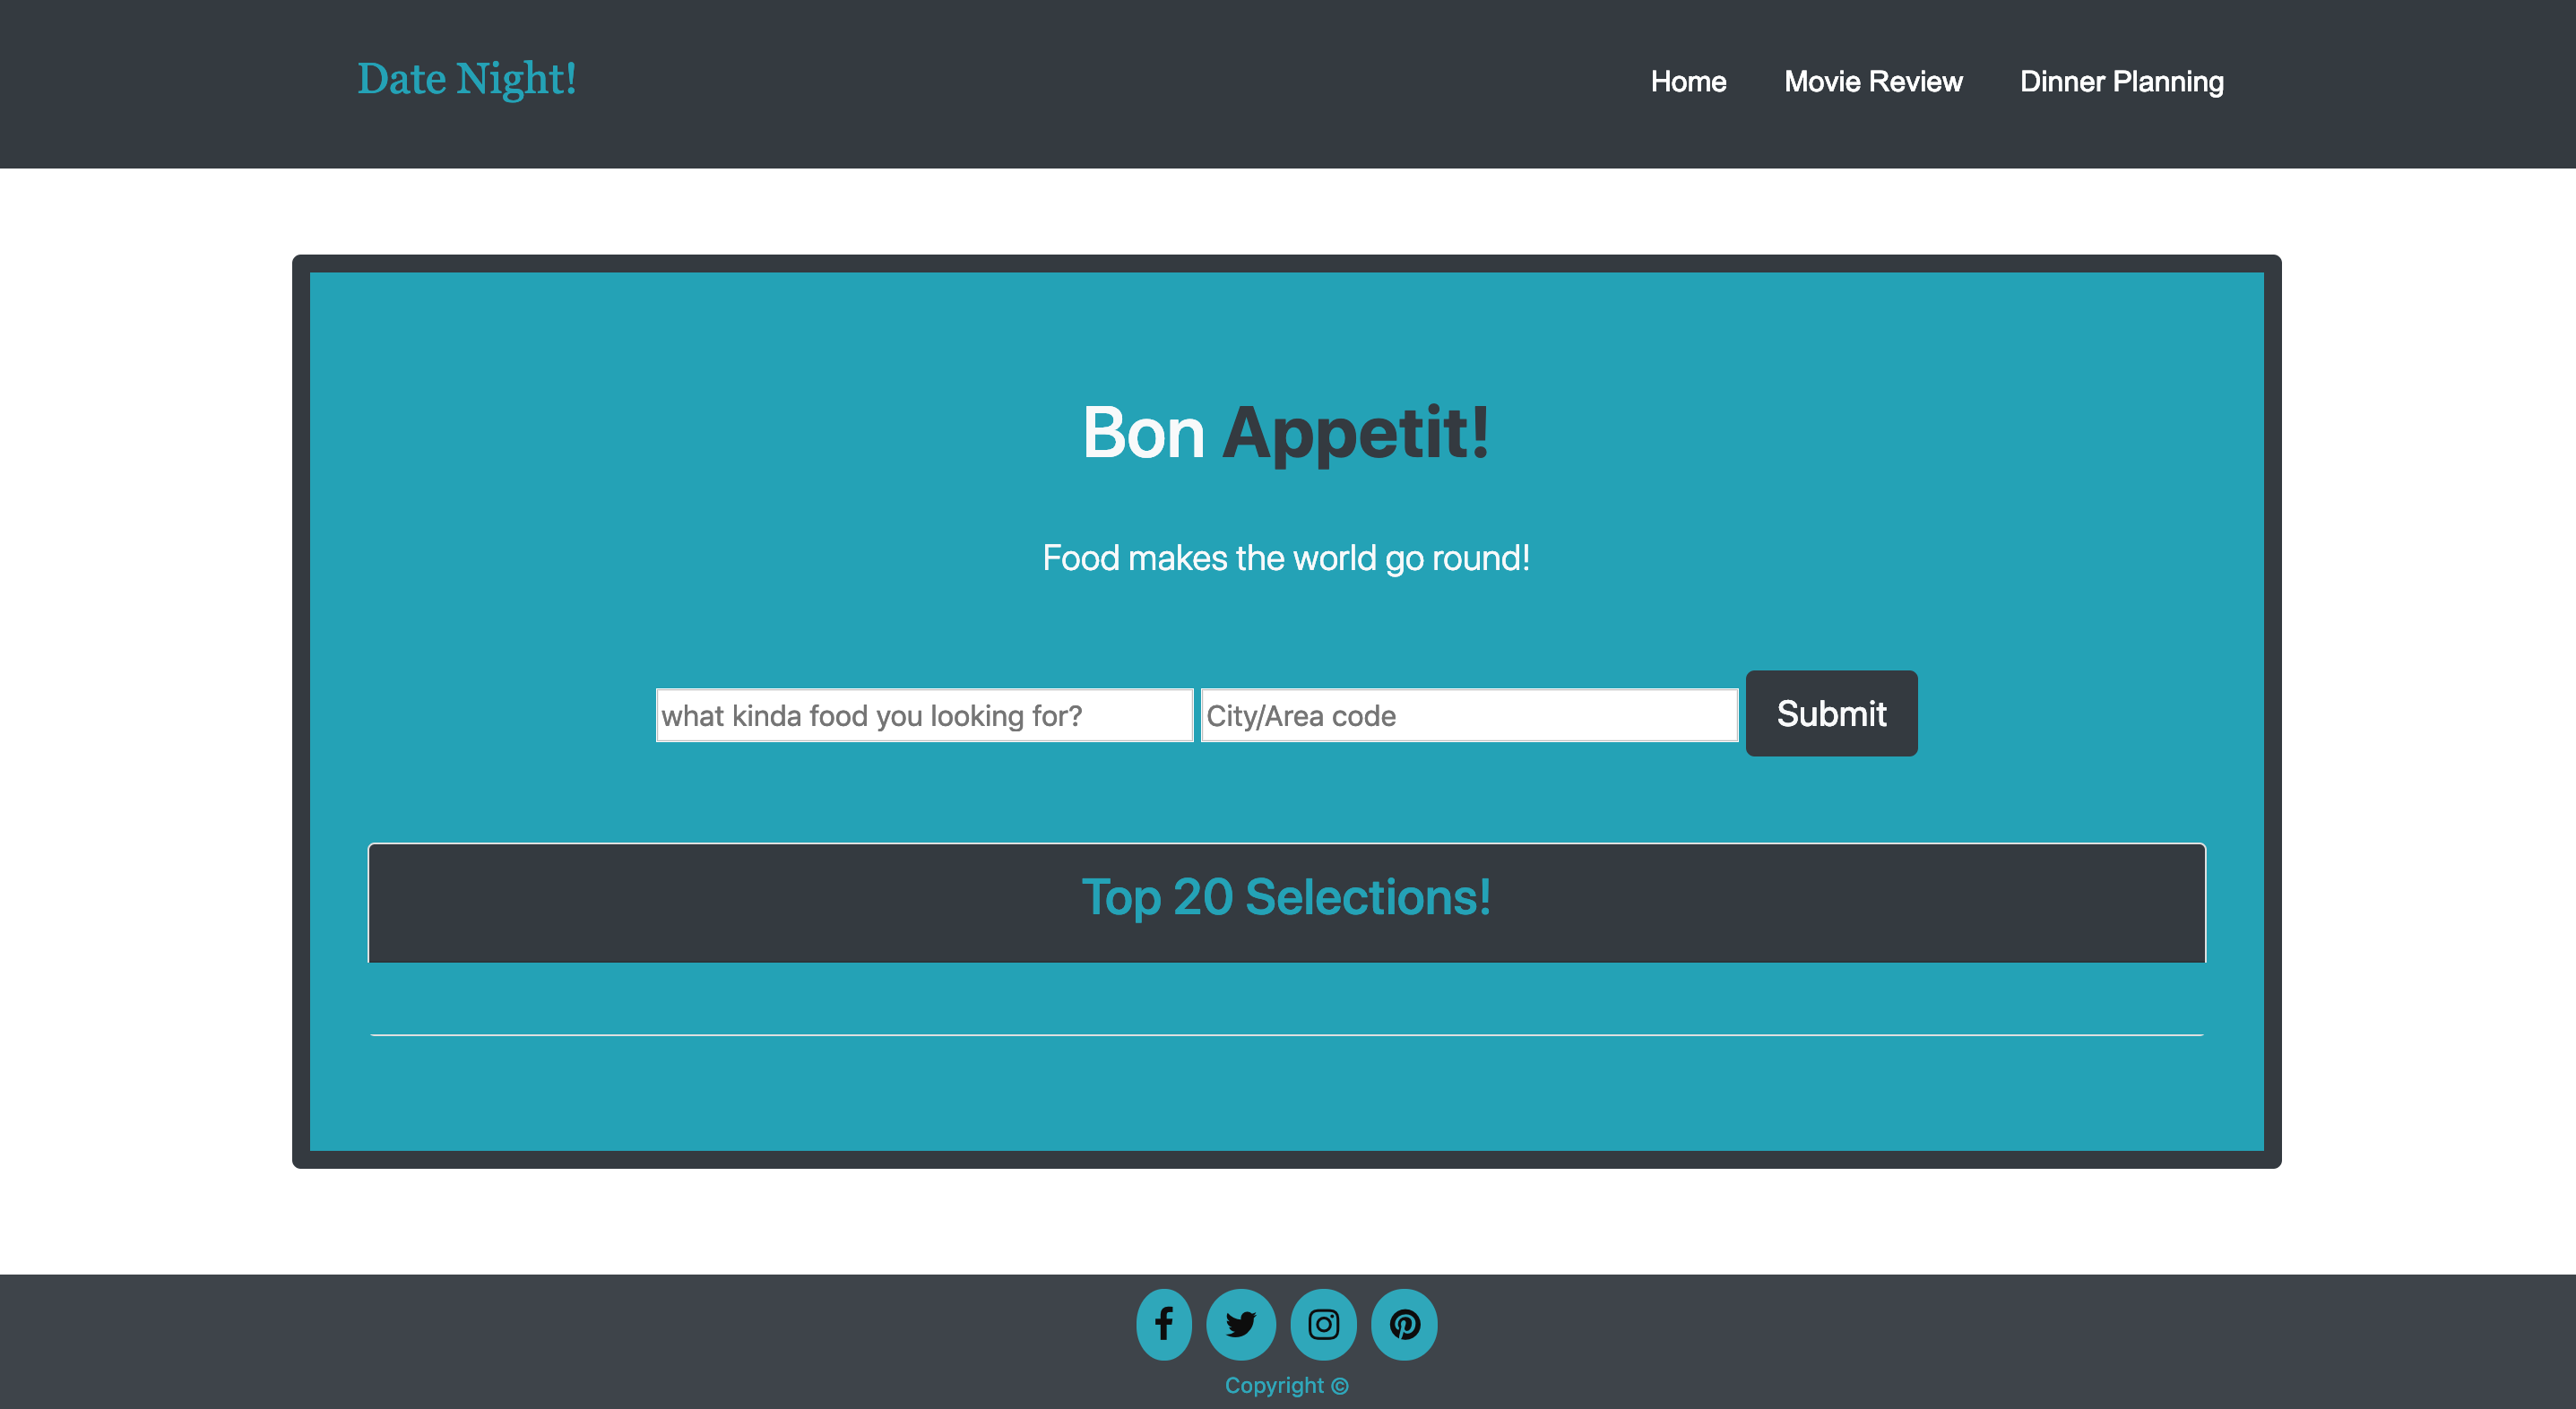 Date Night!
Home Movie Review Dinner Planning
Bon Appetit!
Food makes the world go round!
what kinda food you looking for? City/Area code Submit
Top 20 Selections!
Copyright ©